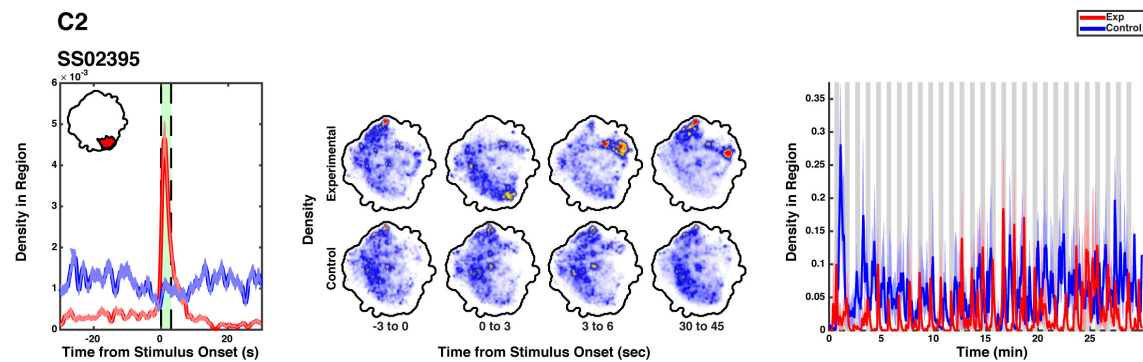 C2
SS02395
Exp
Control
× 10⁻³
6
5
4
3
2
1
0
-20 0 20
Density in Region
Time from Stimulus Onset (s)
Density
Experimental
Control
-3 to 0 0 to 3 3 to 6 30 to 45
Time from Stimulus Onset (sec)
Density in Region
0.35
0.3
0.25
0.2
0.15
0.1
0.05
0
0 5 10 15 20 25
Time (min)